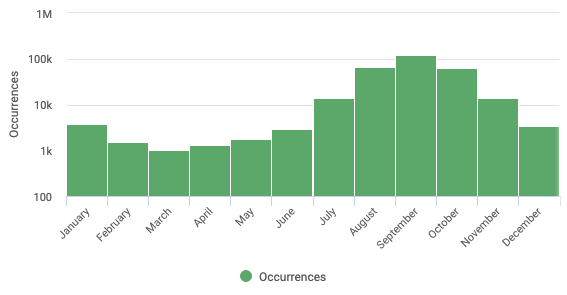 1M
100k
10k
1k
100
Occurrences
January
February
March
April
May
June
July
August
September
October
November
December
Occurrences